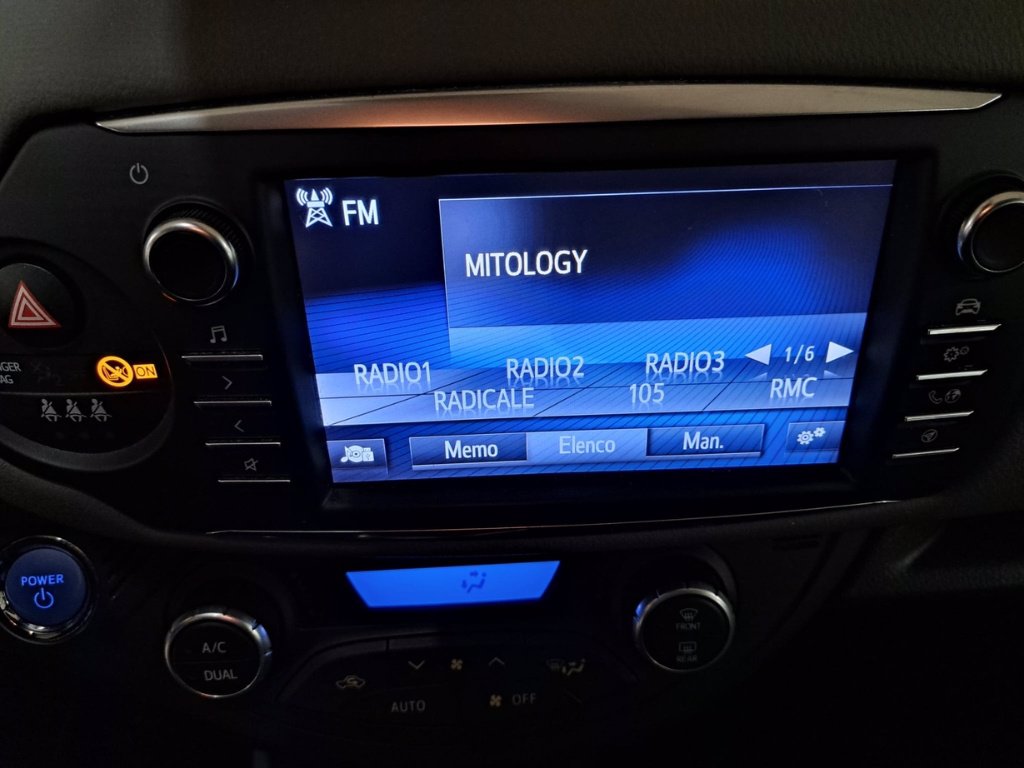 FM
MITOLOGY
RADIO1 RADIO2 RADIO3 1/6
RADICALE 105 RMC
Memo Elenco Man.
ON
POWER
A/C
DUAL
AUTO
OFF
FRONT
REAR